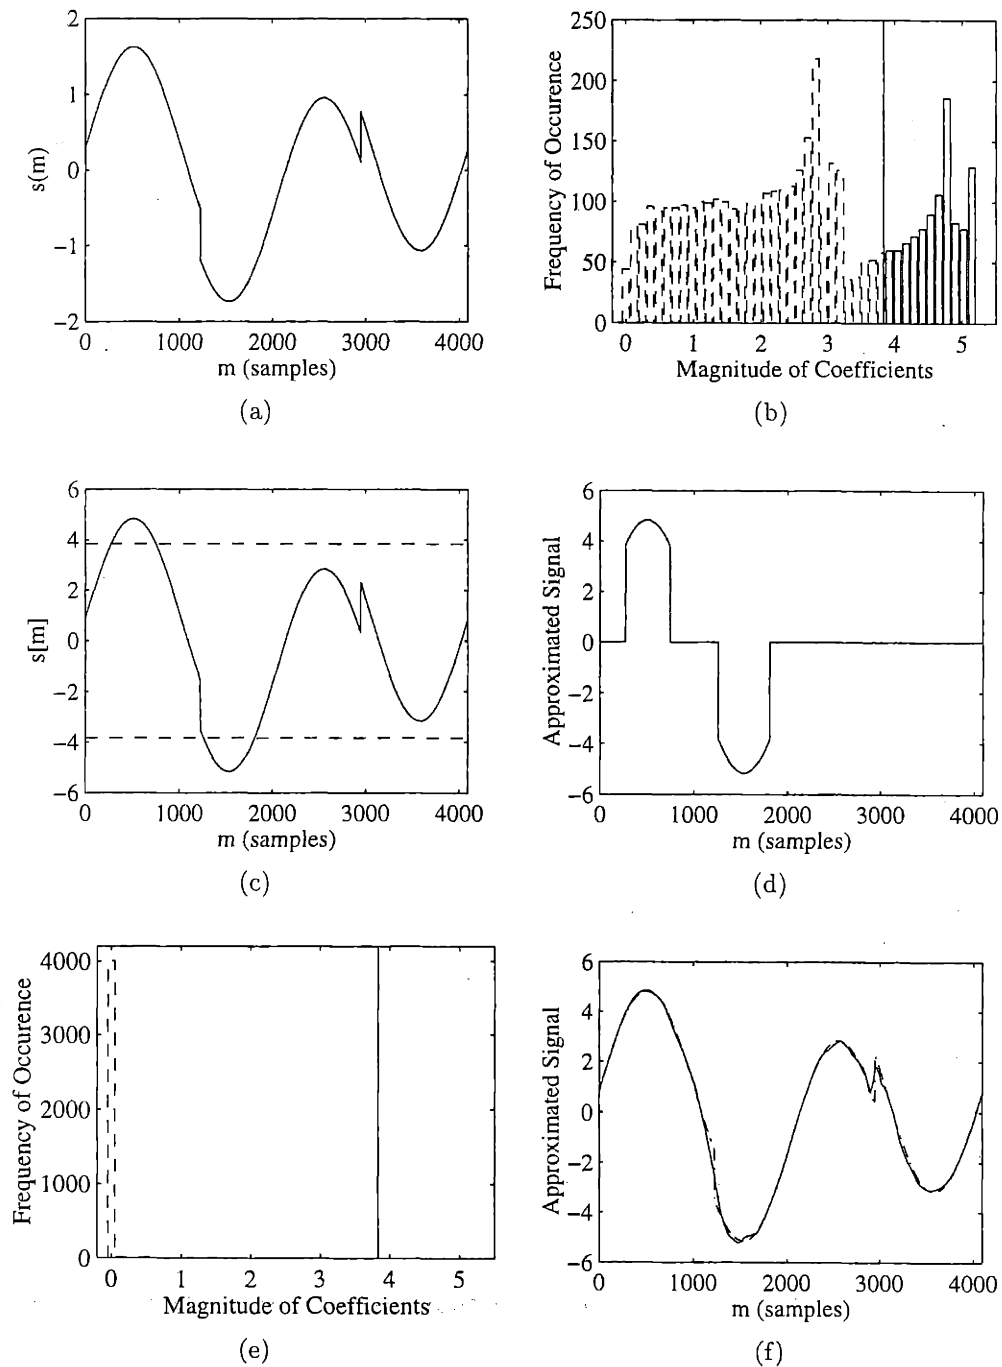 2
1
0
−1
−2
s(m)
0 1000 2000 3000 4000
m (samples)
(a)
250
200
150
100
50
0
Frequency of Occurence
0 1 2 3 4 5
Magnitude of Coefficients
(b)
6
4
2
0
−2
−4
−6
s[m]
0 1000 2000 3000 4000
m (samples)
(c)
6
4
2
0
−2
−4
−6
Approximated Signal
0 1000 2000 3000 4000
m (samples)
(d)
4000
3000
2000
1000
0
Frequency of Occurence
0 1 2 3 4 5
Magnitude of Coefficients
(e)
6
4
2
0
−2
−4
−6
Approximated Signal
0 1000 2000 3000 4000
m (samples)
(f)